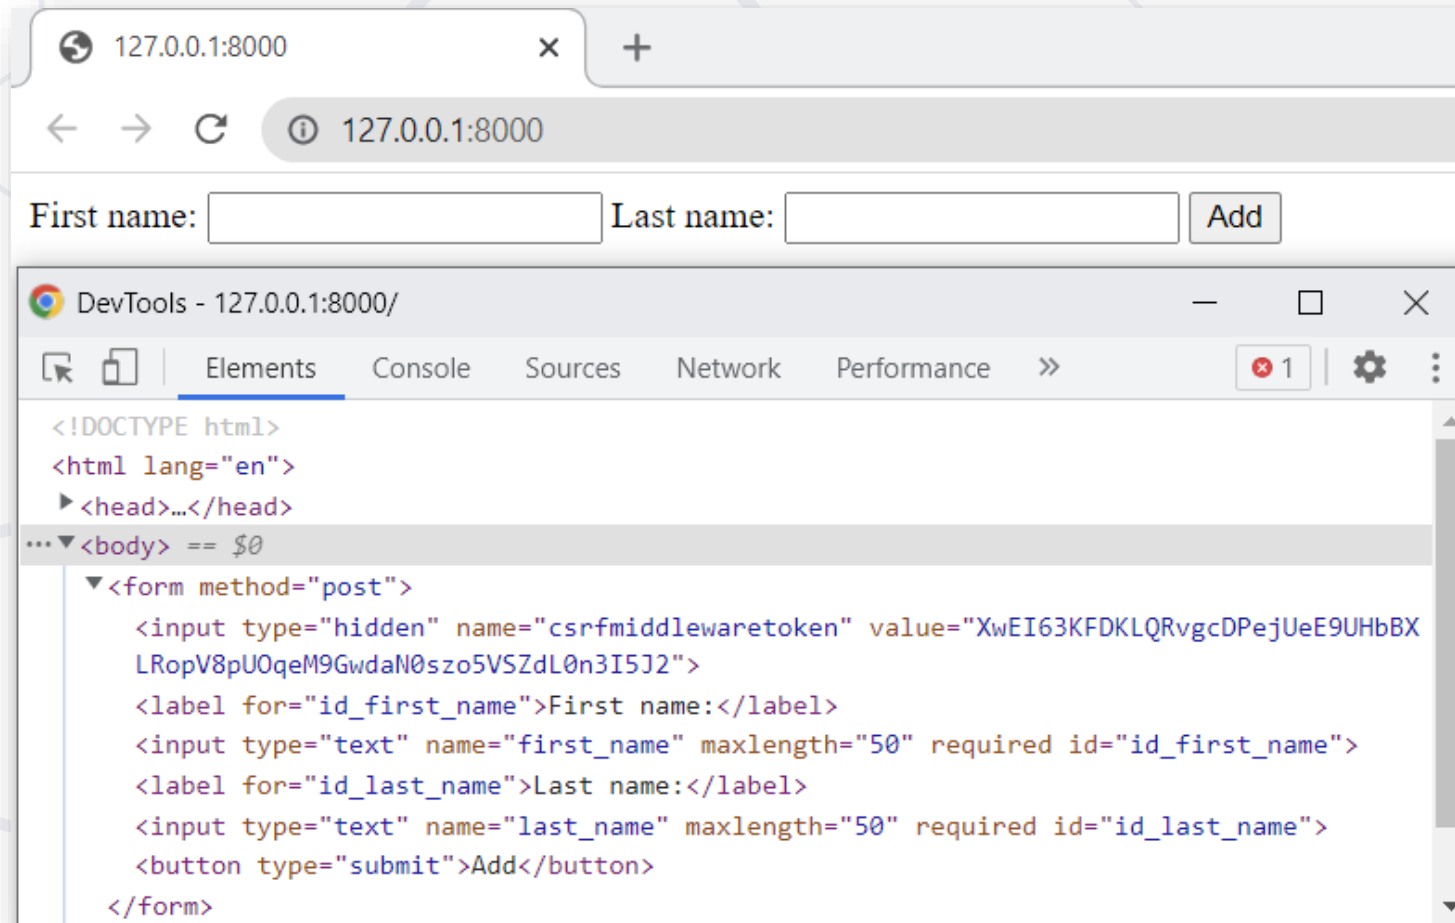 127.0.0.1:8000
127.0.0.1:8000
First name: Last name: Add
DevTools - 127.0.0.1:8000/
Elements Console Sources Network Performance » 1
<!DOCTYPE html>
<html lang="en">
<head>…</head>
… <body> == $0
<form method="post">
<input type="hidden" name="csrfmiddlewaretoken" value="XwEI63KFDKLQRvgcDPejUeE9UHbBX
LRopV8pUOqeM9GwdaN0szo5VSZdL0n3I5J2">
<label for="id_first_name">First name:</label>
<input type="text" name="first_name" maxlength="50" required id="id_first_name">
<label for="id_last_name">Last name:</label>
<input type="text" name="last_name" maxlength="50" required id="id_last_name">
<button type="submit">Add</button>
</form>